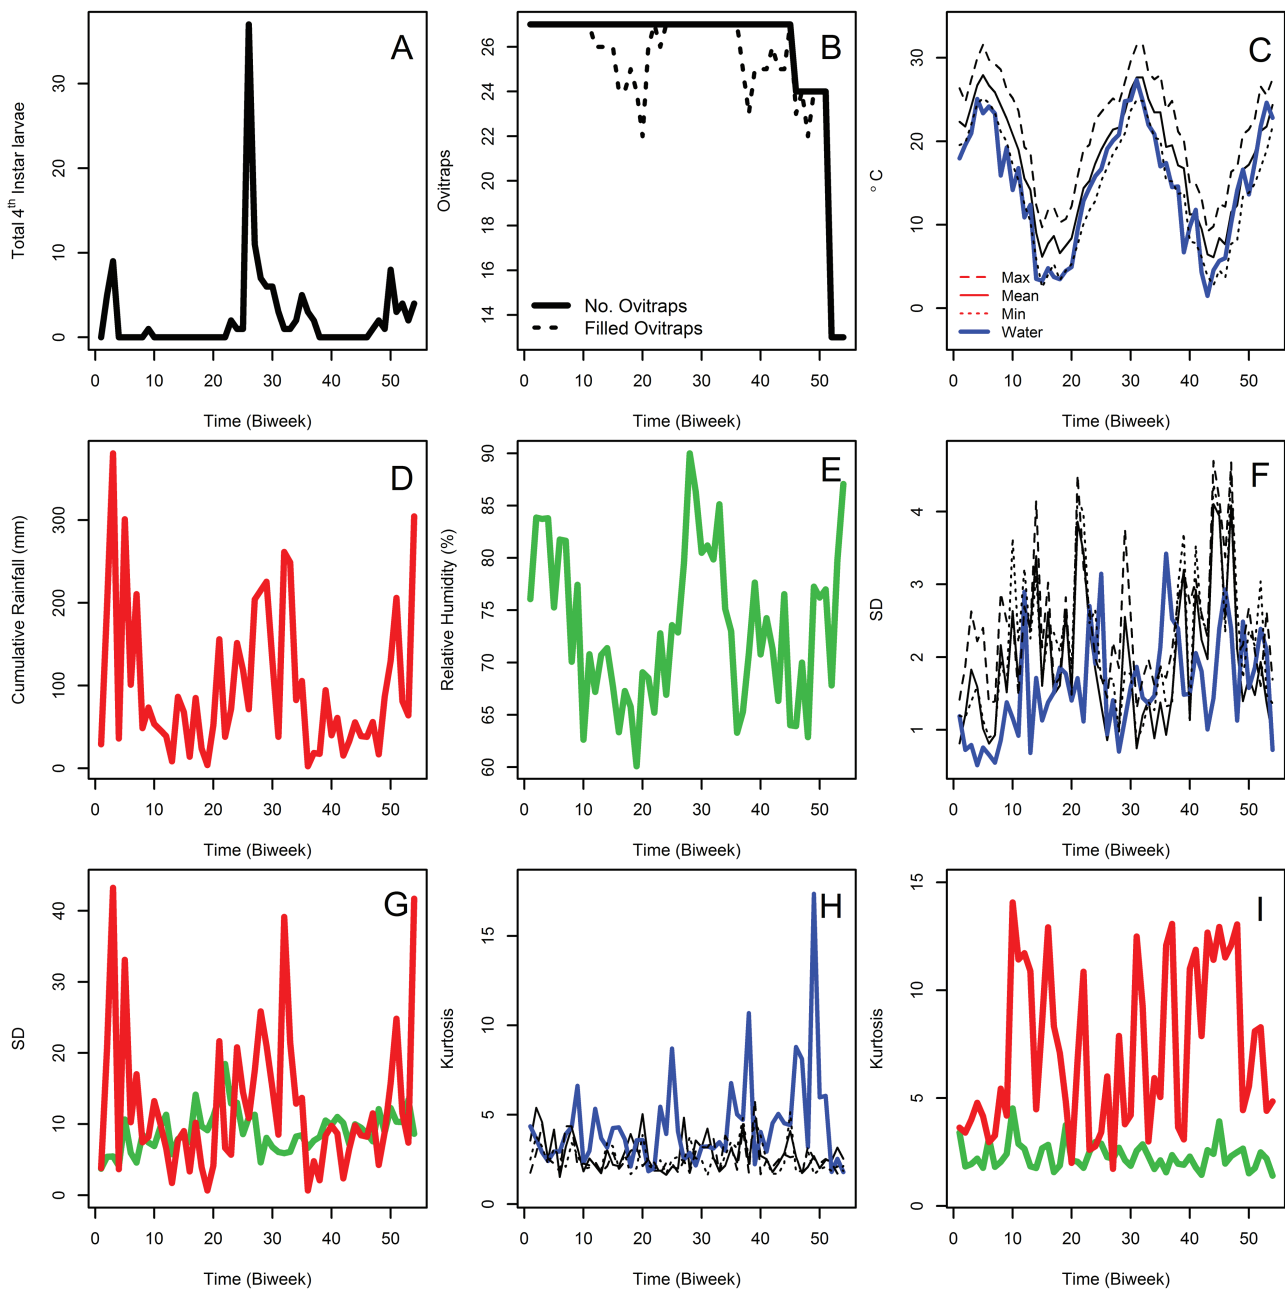 A
Total 4th Instar larvae
0 10 20 30
0 10 20 30 40 50
Time (Biweek)
B
Ovitraps
14 16 18 20 22 24 26
No. Ovitraps
Filled Ovitraps
0 10 20 30 40 50
Time (Biweek)
C
° C
0 10 20 30
Max
Mean
Min
Water
0 10 20 30 40 50
Time (Biweek)
D
Cumulative Rainfall (mm)
0 100 200 300
0 10 20 30 40 50
Time (Biweek)
E
Relative Humidity (%)
60 65 70 75 80 85 90
0 10 20 30 40 50
Time (Biweek)
F
SD
1 2 3 4
0 10 20 30 40 50
Time (Biweek)
G
SD
0 10 20 30 40
0 10 20 30 40 50
Time (Biweek)
H
Kurtosis
0 5 10 15
0 10 20 30 40 50
Time (Biweek)
I
Kurtosis
0 5 10 15
0 10 20 30 40 50
Time (Biweek)